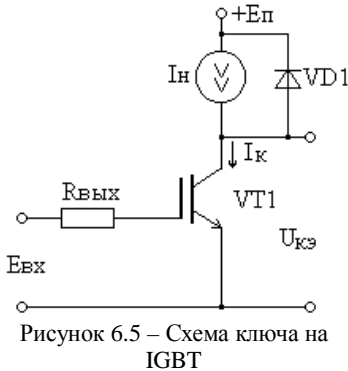 +Eп
Iн
VD1
Iк
Rвых
VT1
Uкэ
Eвх
Рисунок 6.5 – Схема ключа на
IGBT